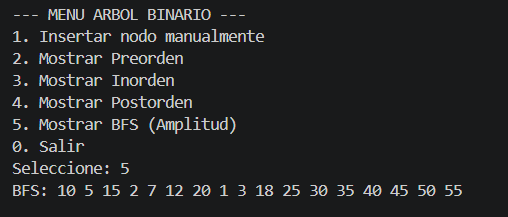 --- MENU ARBOL BINARIO ---
1. Insertar nodo manualmente
2. Mostrar Preorden
3. Mostrar Inorden
4. Mostrar Postorden
5. Mostrar BFS (Amplitud)
0. Salir
Seleccione: 5
BFS: 10 5 15 2 7 12 20 1 3 18 25 30 35 40 45 50 55